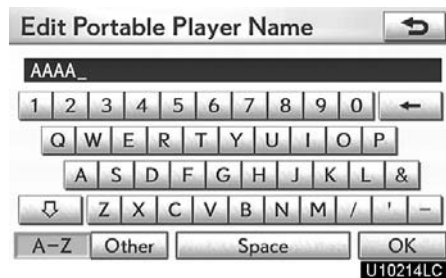 Edit Portable Player Name
AAAA_
1 2 3 4 5 6 7 8 9 0
Q W E R T Y U I O P
A S D F G H J K L &
Z X C V B N M / ' -
A-Z Other Space OK
U10214LC